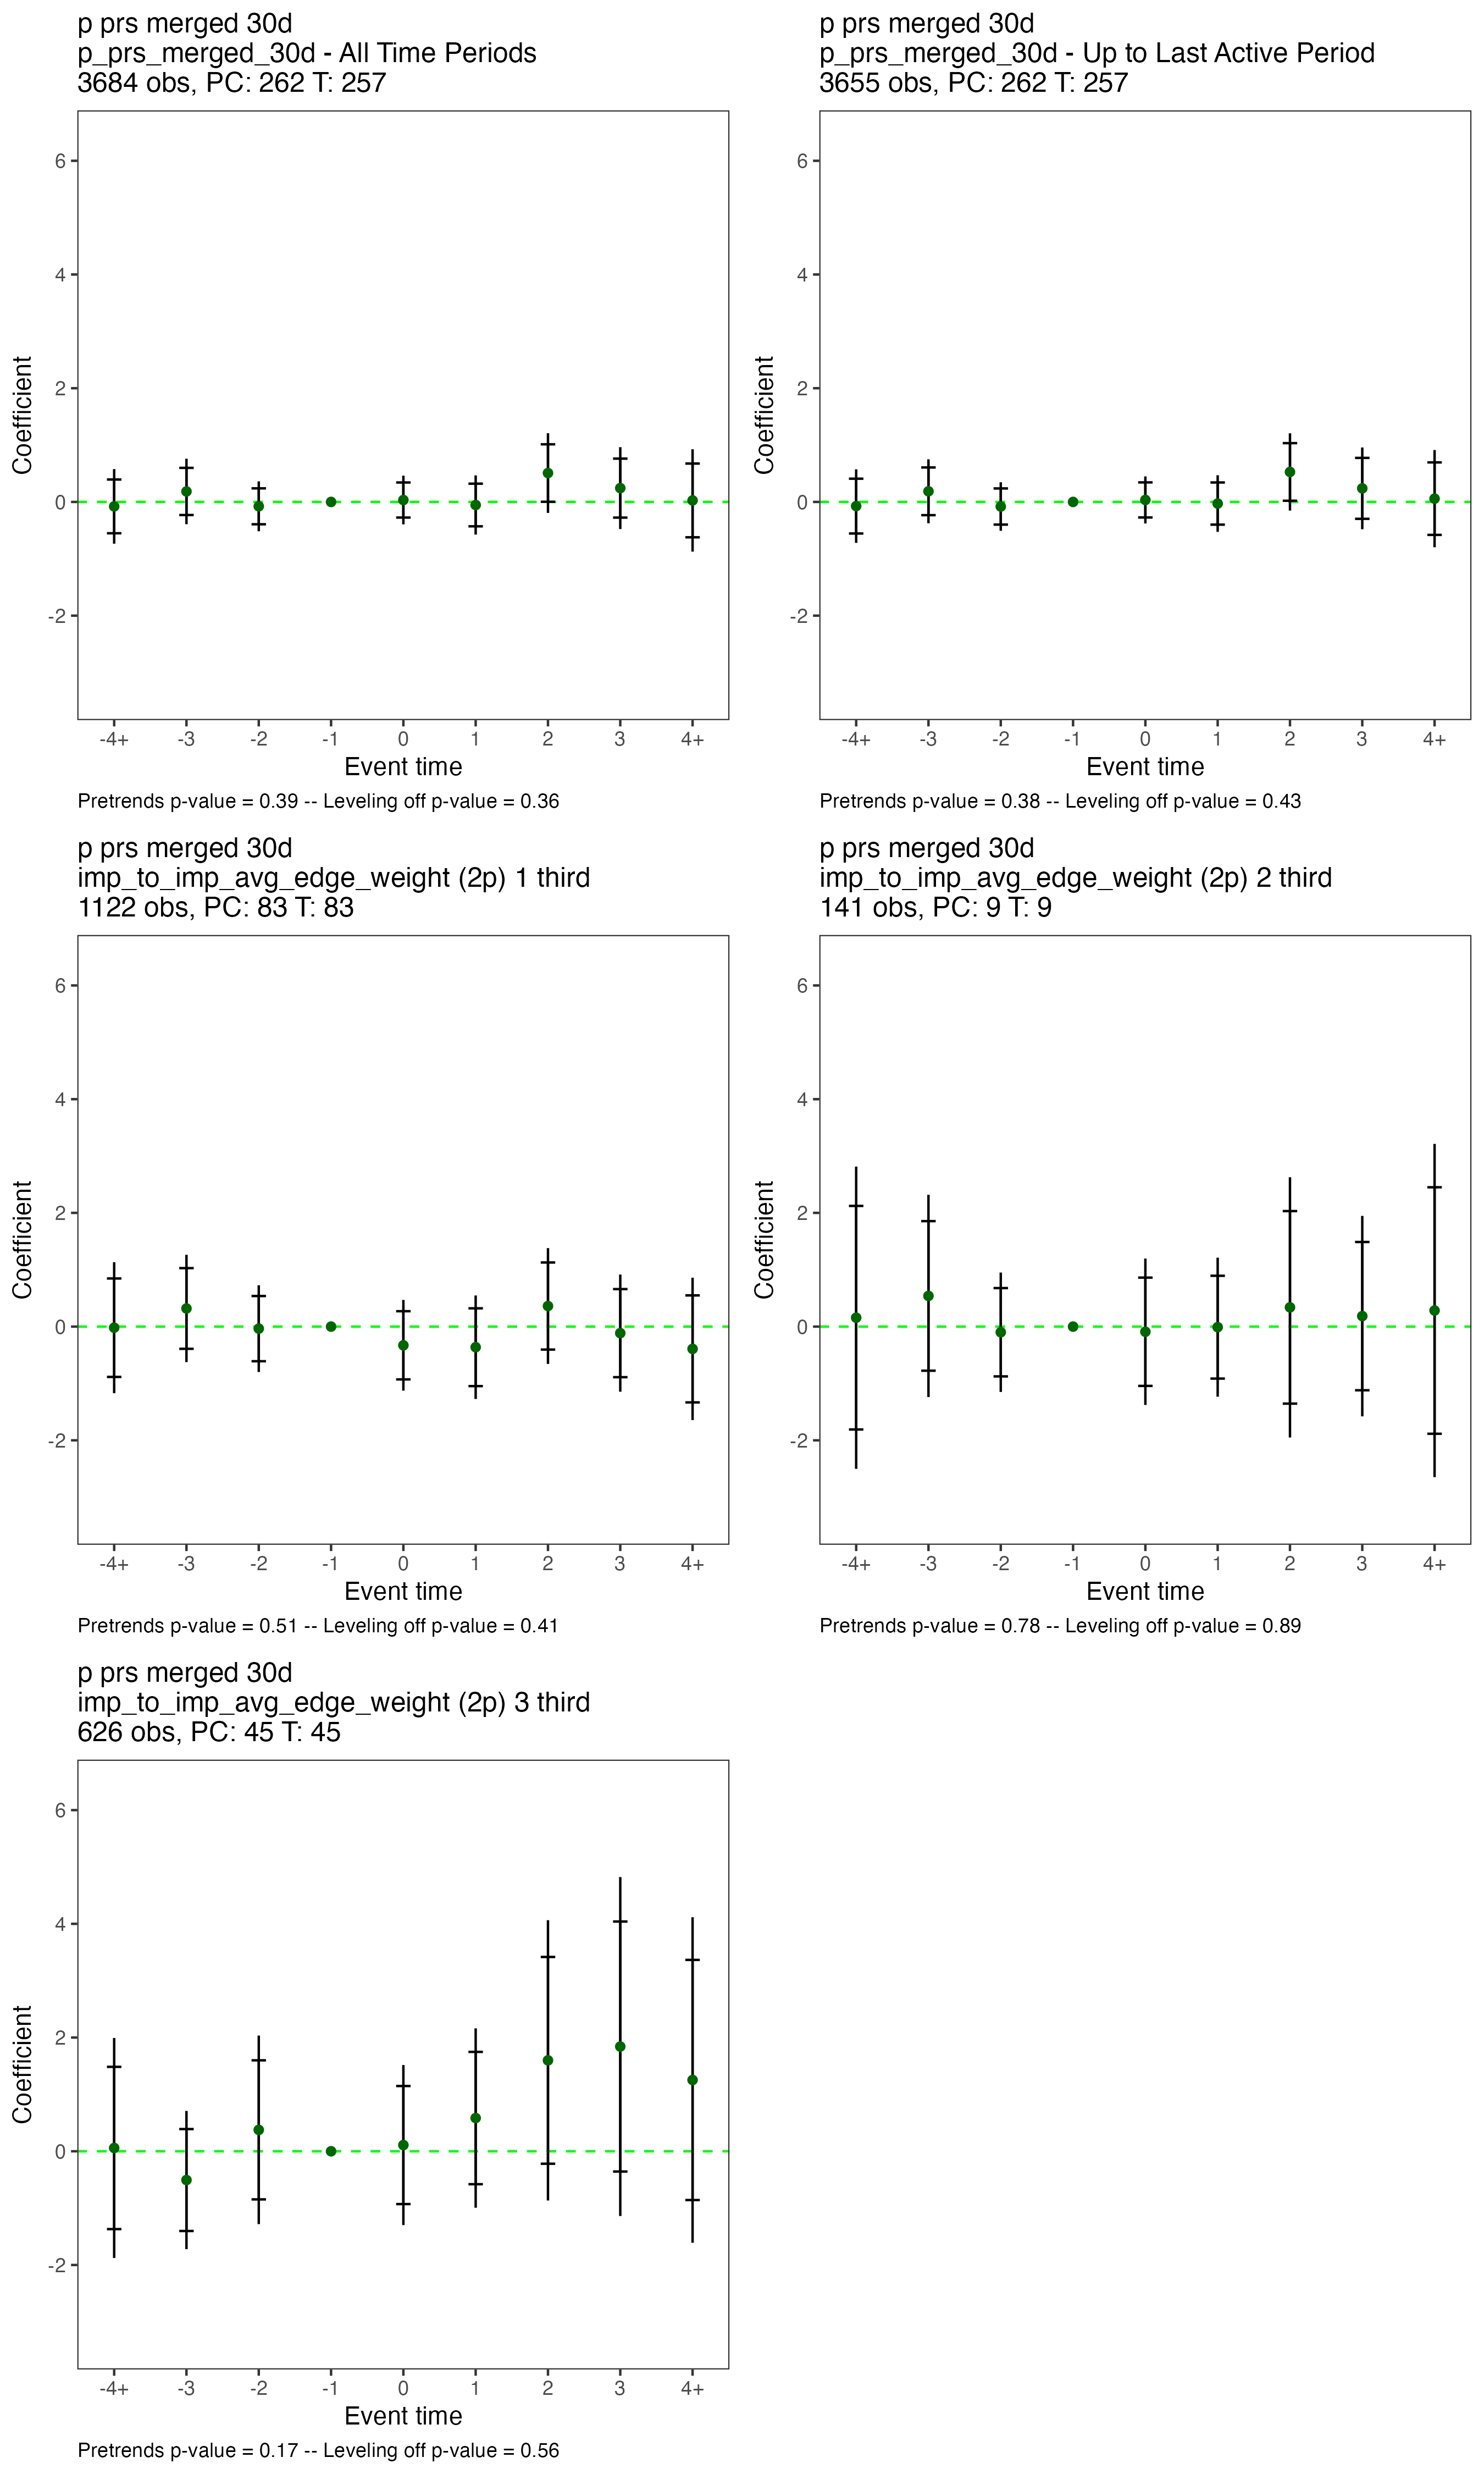 p prs merged 30d
p_prs_merged_30d - All Time Periods
3684 obs, PC: 262 T: 257
Coefficient
6
4
2
0
-2
-4+ -3 -2 -1 0 1 2 3 4+
Event time
Pretrends p-value = 0.39 -- Leveling off p-value = 0.36
p prs merged 30d
p_prs_merged_30d - Up to Last Active Period
3655 obs, PC: 262 T: 257
Coefficient
6
4
2
0
-2
-4+ -3 -2 -1 0 1 2 3 4+
Event time
Pretrends p-value = 0.38 -- Leveling off p-value = 0.43
p prs merged 30d
imp_to_imp_avg_edge_weight (2p) 1 third
1122 obs, PC: 83 T: 83
Coefficient
6
4
2
0
-2
-4+ -3 -2 -1 0 1 2 3 4+
Event time
Pretrends p-value = 0.51 -- Leveling off p-value = 0.41
p prs merged 30d
imp_to_imp_avg_edge_weight (2p) 2 third
141 obs, PC: 9 T: 9
Coefficient
6
4
2
0
-2
-4+ -3 -2 -1 0 1 2 3 4+
Event time
Pretrends p-value = 0.78 -- Leveling off p-value = 0.89
p prs merged 30d
imp_to_imp_avg_edge_weight (2p) 3 third
626 obs, PC: 45 T: 45
Coefficient
6
4
2
0
-2
-4+ -3 -2 -1 0 1 2 3 4+
Event time
Pretrends p-value = 0.17 -- Leveling off p-value = 0.56